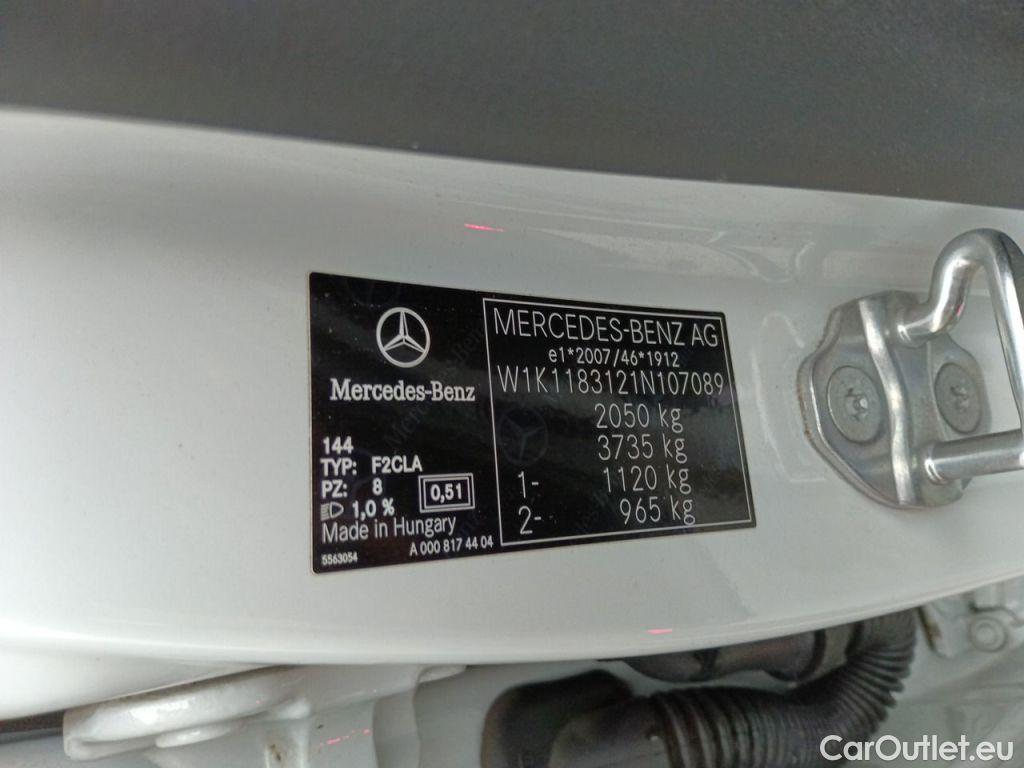 Mercedes-Benz
144
TYP: F2CLA
PZ: 8
1,0 %
0,51
Made in Hungary
5563054
A 000 817 44 04
MERCEDES-BENZ AG
e1*2007/46*1912
W1K1183121N107089
2050 kg
3735 kg
1- 1120 kg
2- 965 kg
CarOutlet.eu